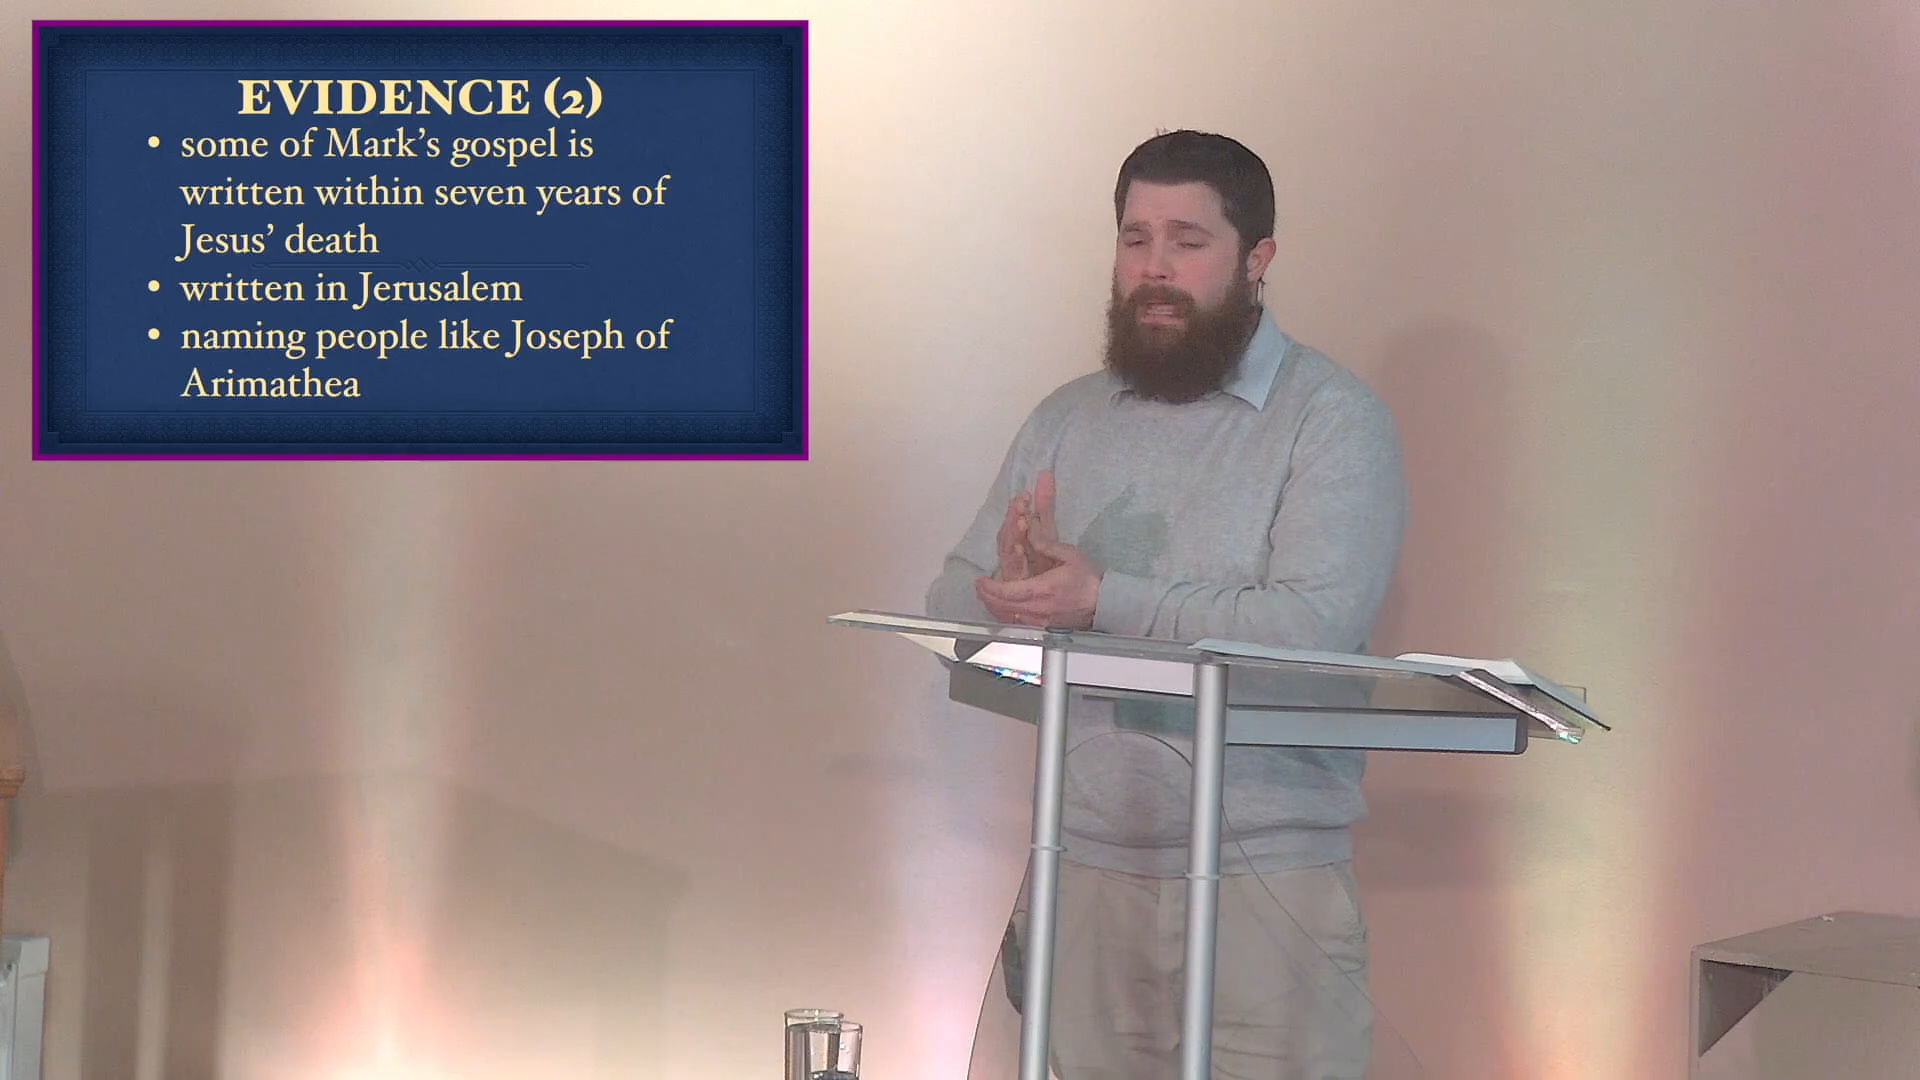 EVIDENCE (2)
• some of Mark’s gospel is
written within seven years of
Jesus’ death
• written in Jerusalem
• naming people like Joseph of
Arimathea